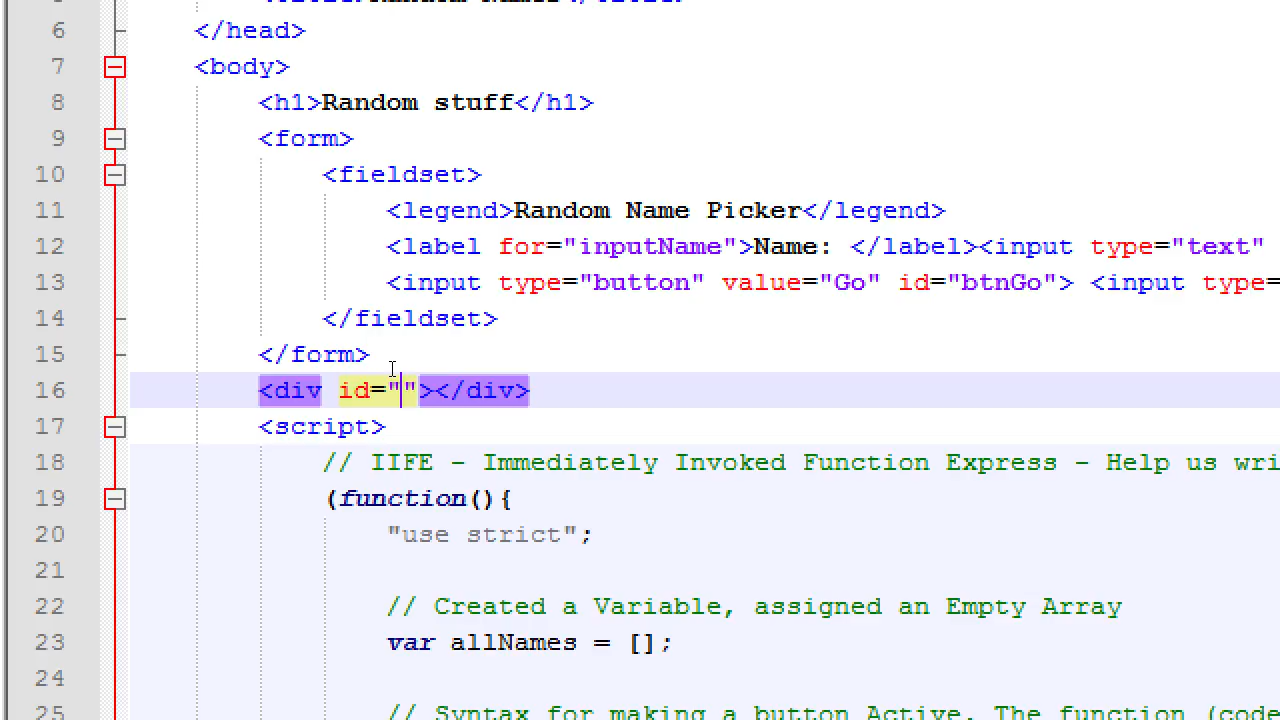 6 </head>
7 <body>
8 <h1>Random stuff</h1>
9 <form>
10 <fieldset>
11 <legend>Random Name Picker</legend>
12 <label for="inputName">Name: </label><input type="text"
13 <input type="button" value="Go" id="btnGo"> <input type=
14 </fieldset>
15 </form>
16 <div id=""></div>
17 <script>
18 // IIFE - Immediately Invoked Function Express - Help us wri
19 (function(){
20 "use strict";
21
22 // Created a Variable, assigned an Empty Array
23 var allNames = [];
24
25 // Syntax for making a button Active. The function (code